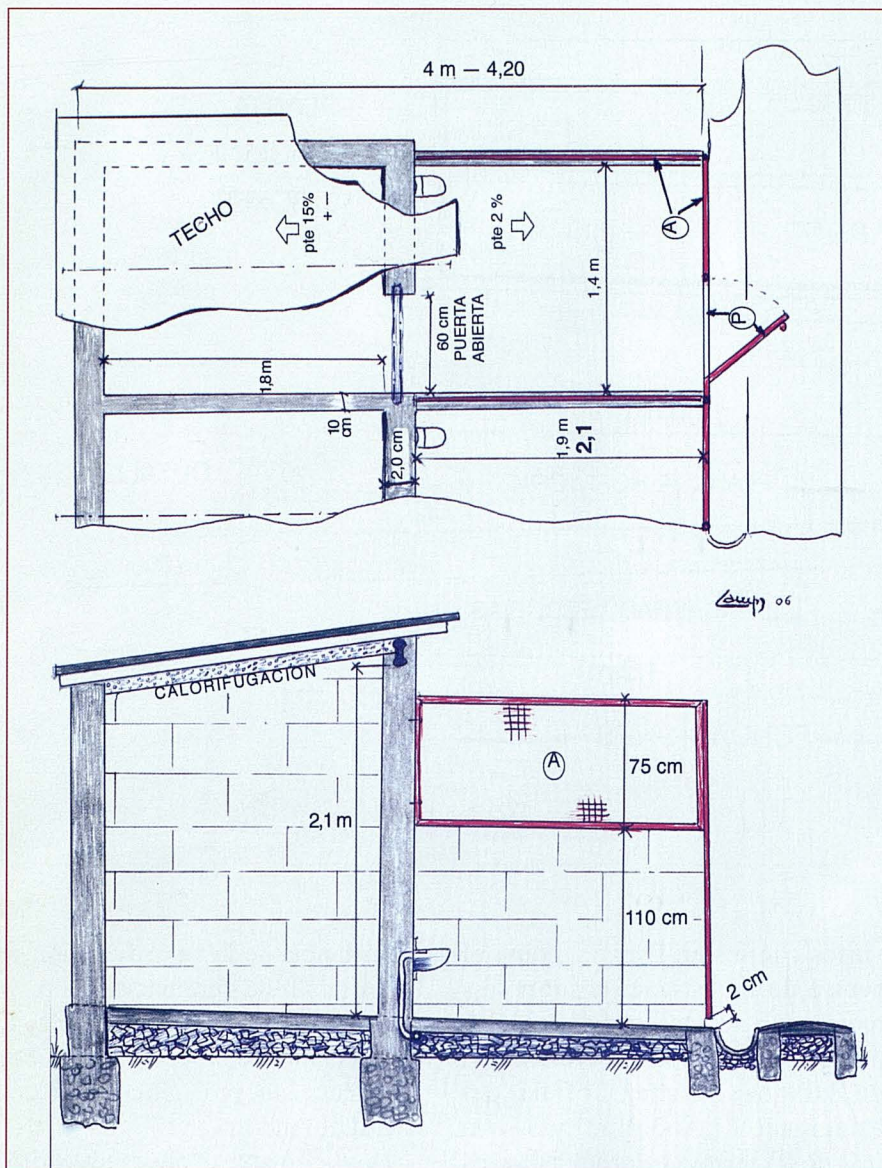 4 m — 4,20
TECHO
pte 15%
+ -
pte 2 %
A
1,4 m
P
60 cm
PUERTA
ABIERTA
1,8m
10
cm
2,0 cm
1,9 m
2,1
06
CALORIFUGACION
A
75 cm
2,1 m
110 cm
2 cm